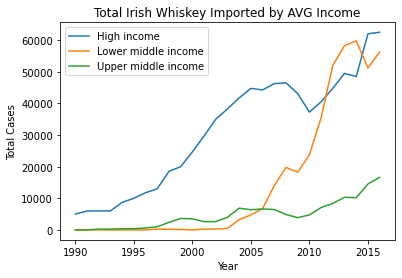 Total Irish Whiskey Imported by AVG Income
High income
Lower middle income
Upper middle income
Total Cases
60000
50000
40000
30000
20000
10000
0
1990 1995 2000 2005 2010 2015
Year